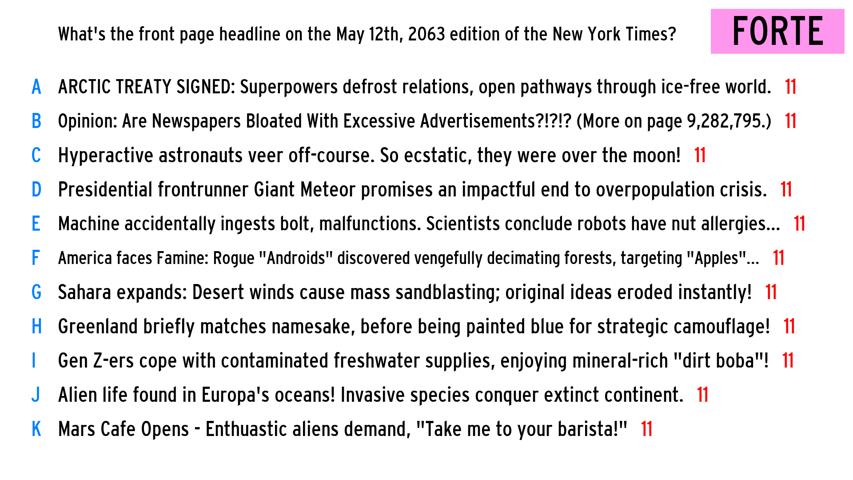 What's the front page headline on the May 12th, 2063 edition of the New York Times? FORTE
A ARCTIC TREATY SIGNED: Superpowers defrost relations, open pathways through ice-free world. 11
B Opinion: Are Newspapers Bloated With Excessive Advertisements?!?!? (More on page 9,282,795.) 11
C Hyperactive astronauts veer off-course. So ecstatic, they were over the moon! 11
D Presidential frontrunner Giant Meteor promises an impactful end to overpopulation crisis. 11
E Machine accidentally ingests bolt, malfunctions. Scientists conclude robots have nut allergies... 11
F America faces Famine: Rogue "Androids" discovered vengefully decimating forests, targeting "Apples"... 11
G Sahara expands: Desert winds cause mass sandblasting; original ideas eroded instantly! 11
H Greenland briefly matches namesake, before being painted blue for strategic camouflage! 11
I Gen Z-ers cope with contaminated freshwater supplies, enjoying mineral-rich "dirt boba"! 11
J Alien life found in Europa's oceans! Invasive species conquer extinct continent. 11
K Mars Cafe Opens - Enthuastic aliens demand, "Take me to your barista!" 11